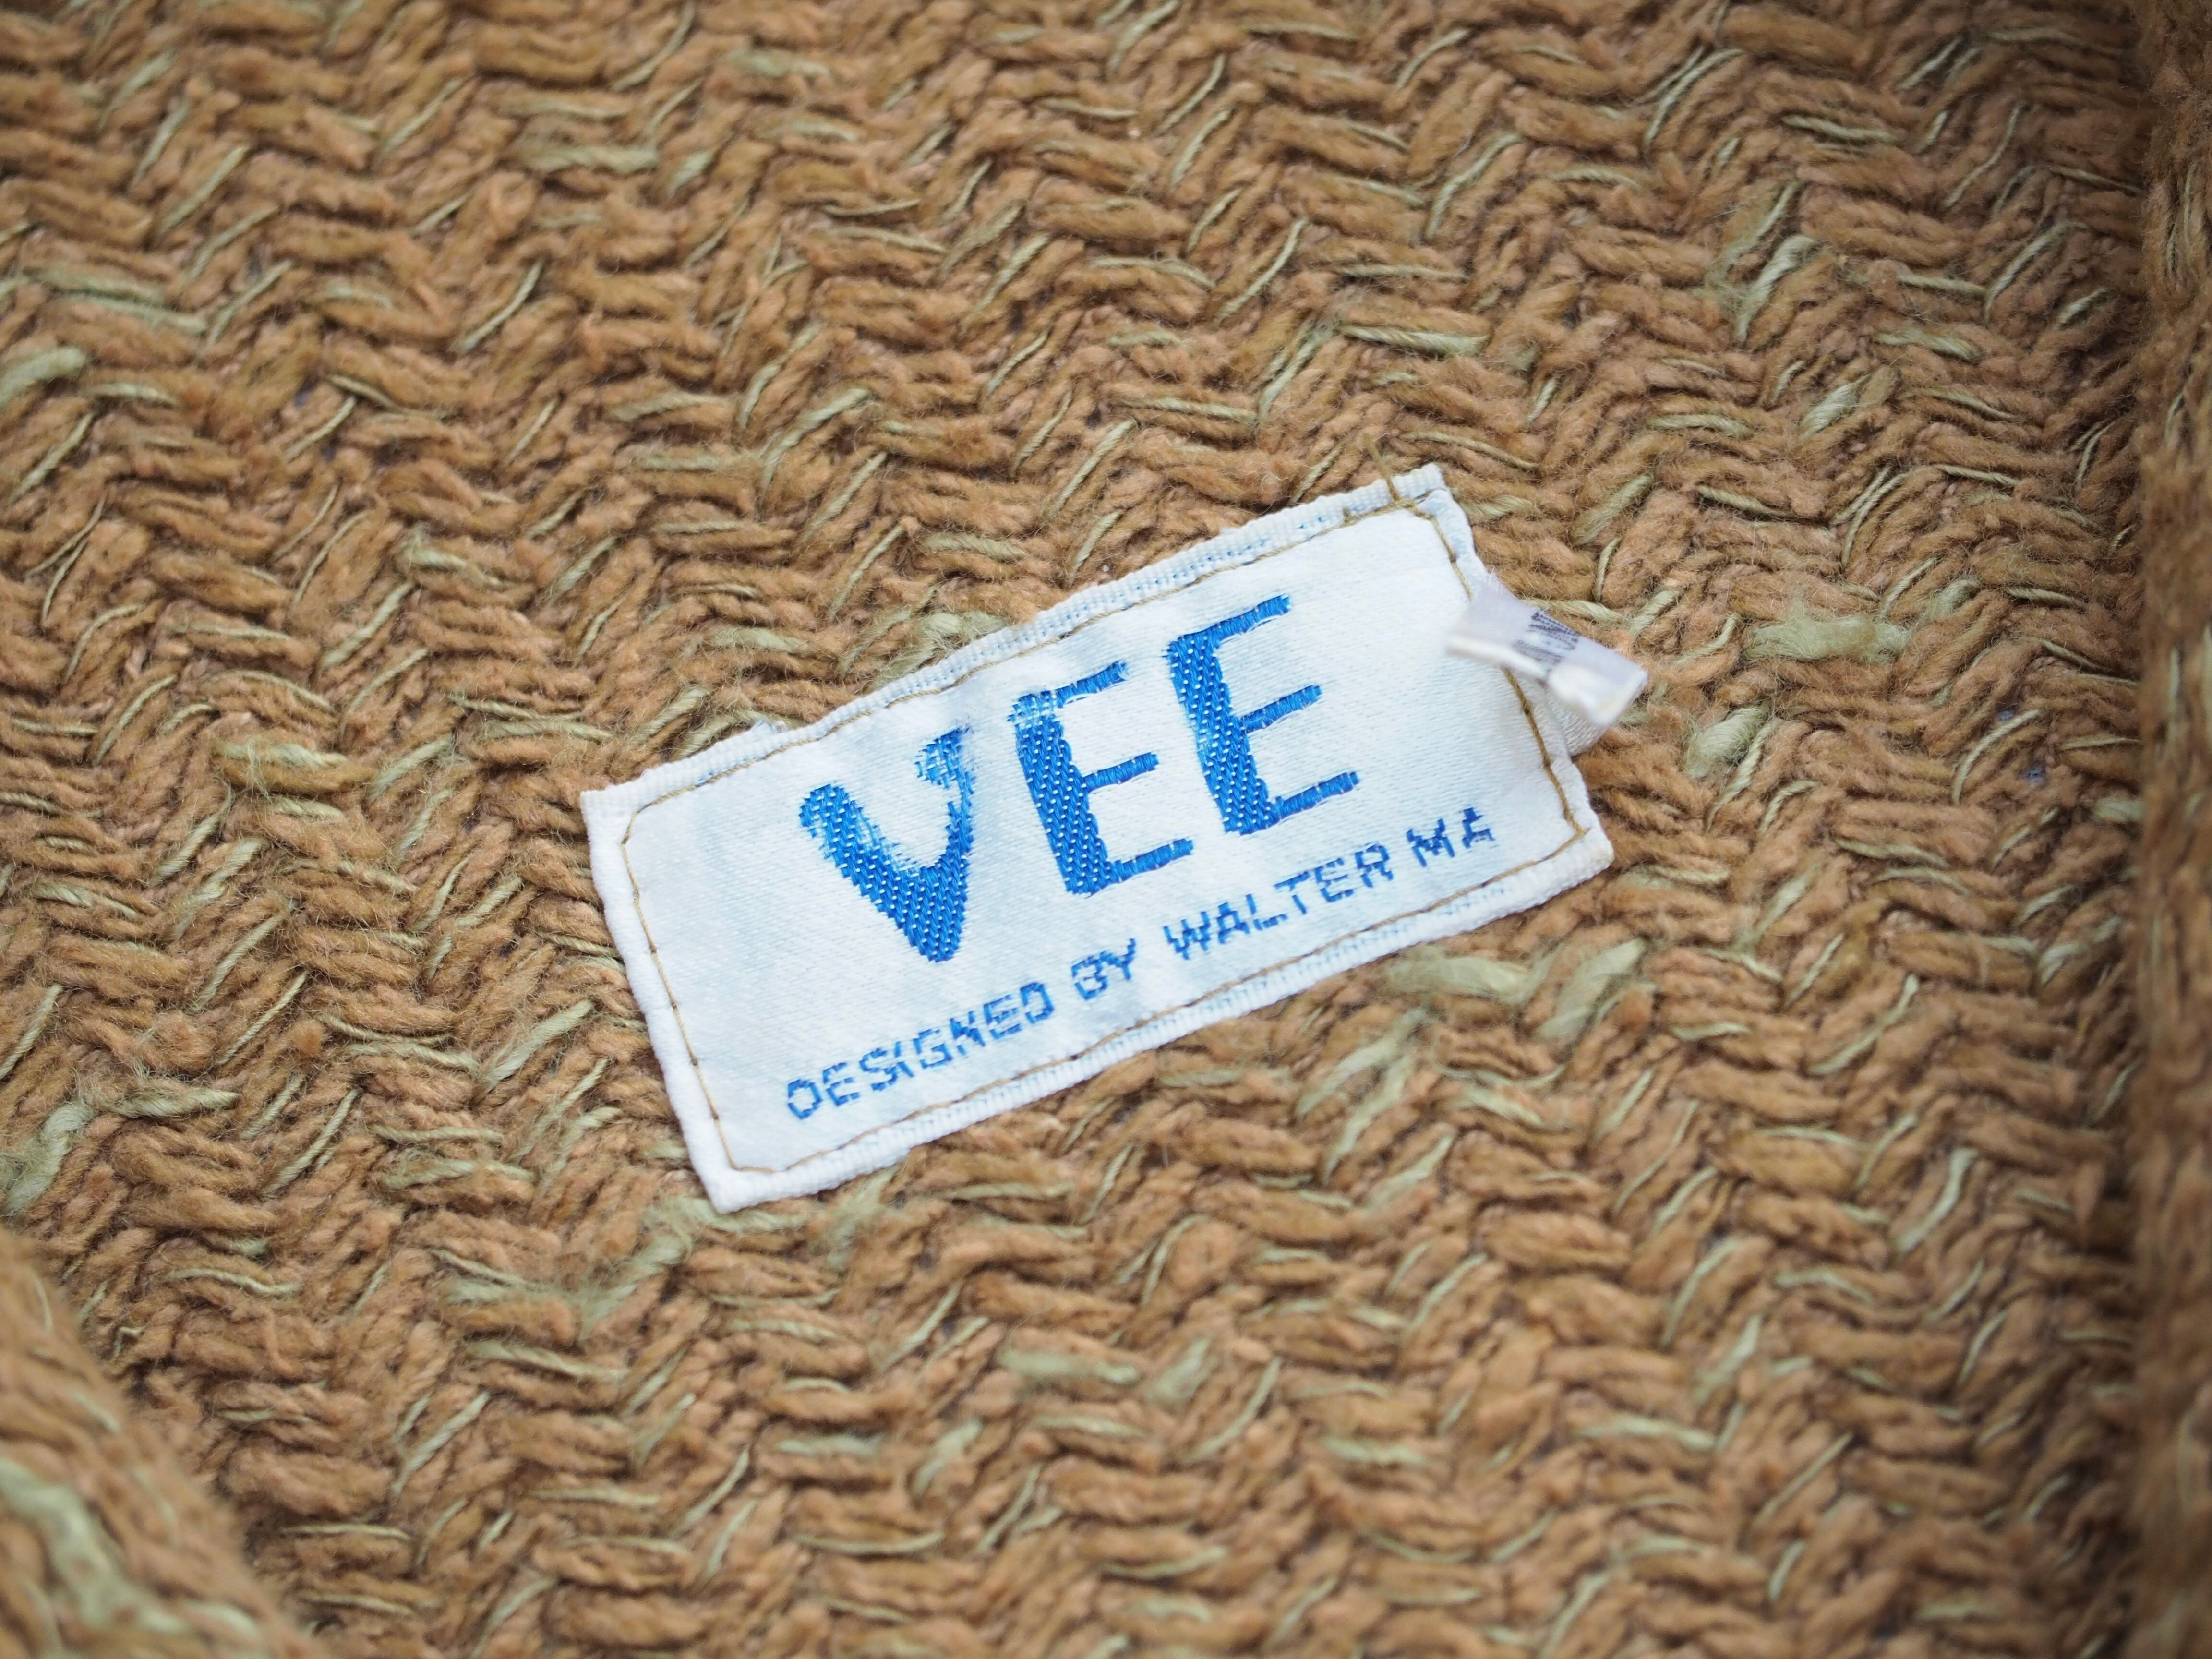 VEE
DESIGNED BY WALTER MA